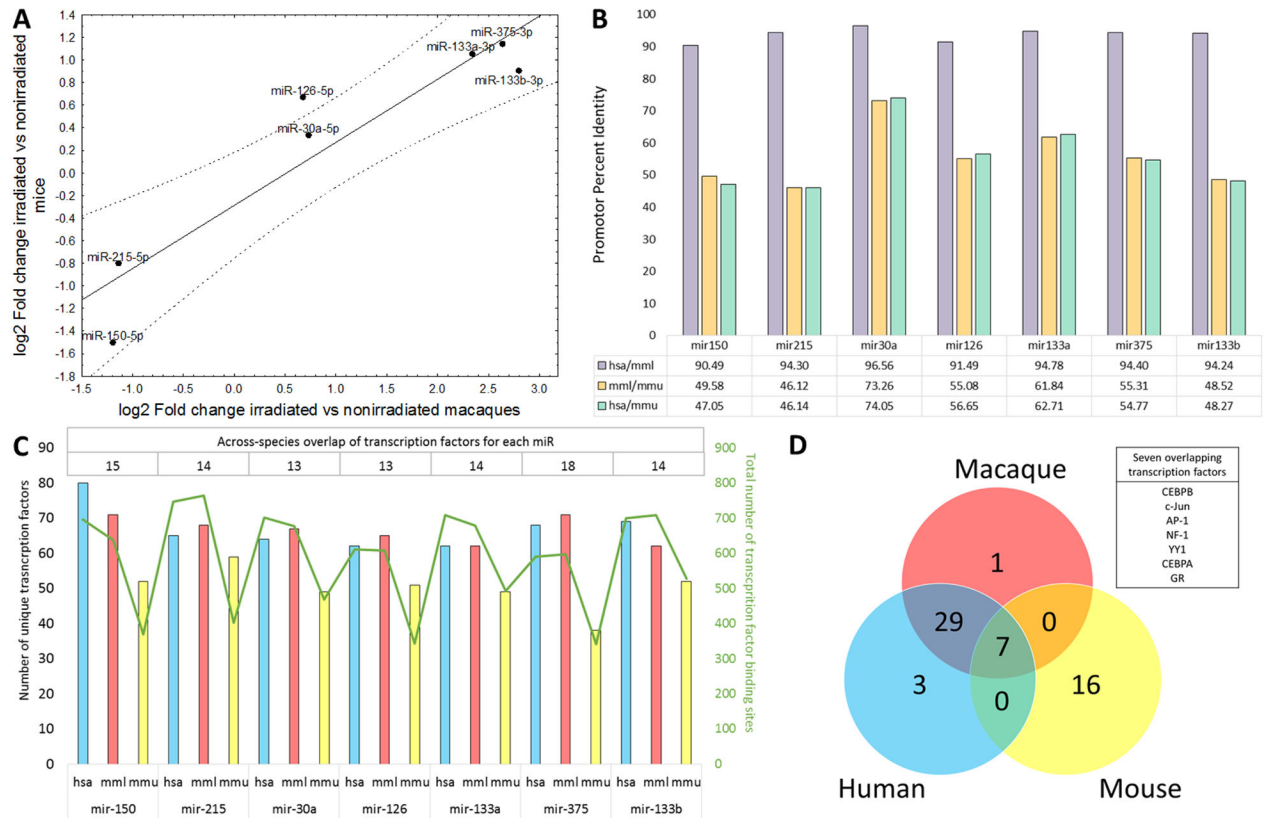 A
log2 Fold change irradiated vs nonirradiated
mice
1.4
1.2
1.0
0.8
0.6
0.4
0.2
0.0
-0.2
-0.4
-0.6
-0.8
-1.0
-1.2
-1.4
-1.6
-1.8
miR-375-3p
miR-133a-3p
miR-133b-3p
miR-126-5p
miR-30a-5p
miR-215-5p
miR-150-5p
-1.5 -1.0 -0.5 0.0 0.5 1.0 1.5 2.0 2.5 3.0
log2 Fold change irradiated vs nonirradiated macaques
B
Promotor Percent Identity
100
90
80
70
60
50
40
30
20
10
0
mir150 mir215 mir30a mir126 mir133a mir375 mir133b
hsa/mml 90.49 94.30 96.56 91.49 94.78 94.40 94.24
mml/mmu 49.58 46.12 73.26 55.08 61.84 55.31 48.52
hsa/mmu 47.05 46.14 74.05 56.65 62.71 54.77 48.27
C
Across-species overlap of transcription factors for each miR
15 14 13 13 14 18 14
Number of unique trasncrption factors
90
80
70
60
50
40
30
20
10
0
Total number of transcprition factor binding sites
900
800
700
600
500
400
300
200
100
0
hsa mml mmu hsa mml mmu hsa mml mmu hsa mml mmu hsa mml mmu hsa mml mmu hsa mml mmu
mir-150 mir-215 mir-30a mir-126 mir-133a mir-375 mir-133b
D
Macaque
1
29
7
0
3
0
16
Human
Mouse
Seven overlapping
transcription factors
CEBPB
c-Jun
AP-1
NF-1
YY1
CEBPA
GR